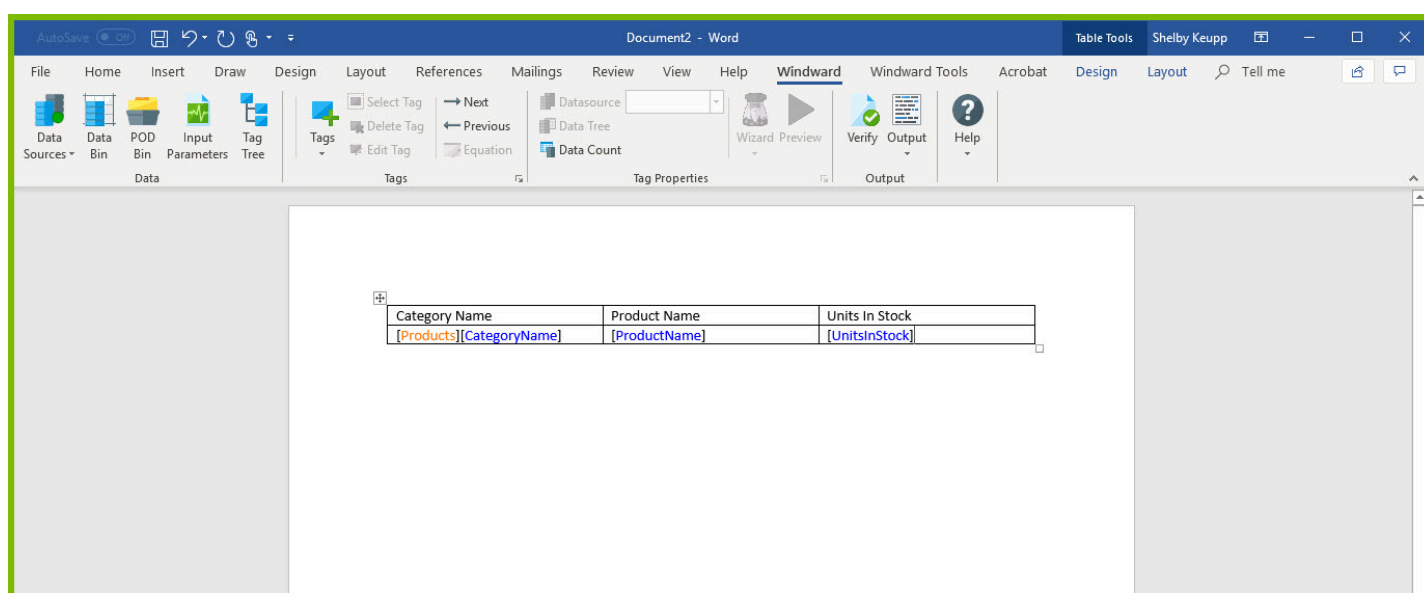 AutoSave Off Document2 - Word Table Tools Shelby Keupp
File Home Insert Draw Design Layout References Mailings Review View Help Windward Windward Tools Acrobat Design Layout Tell me
Data Sources Data Bin POD Bin Input Parameters Tag Tree Tags Select Tag Next Datasource Wizard Preview Verify Output Help
Delete Tag Previous Data Tree
Edit Tag Equation Data Count
Data Tags Tag Properties Output
Category Name Product Name Units In Stock
[Products][CategoryName] [ProductName] [UnitsInStock]